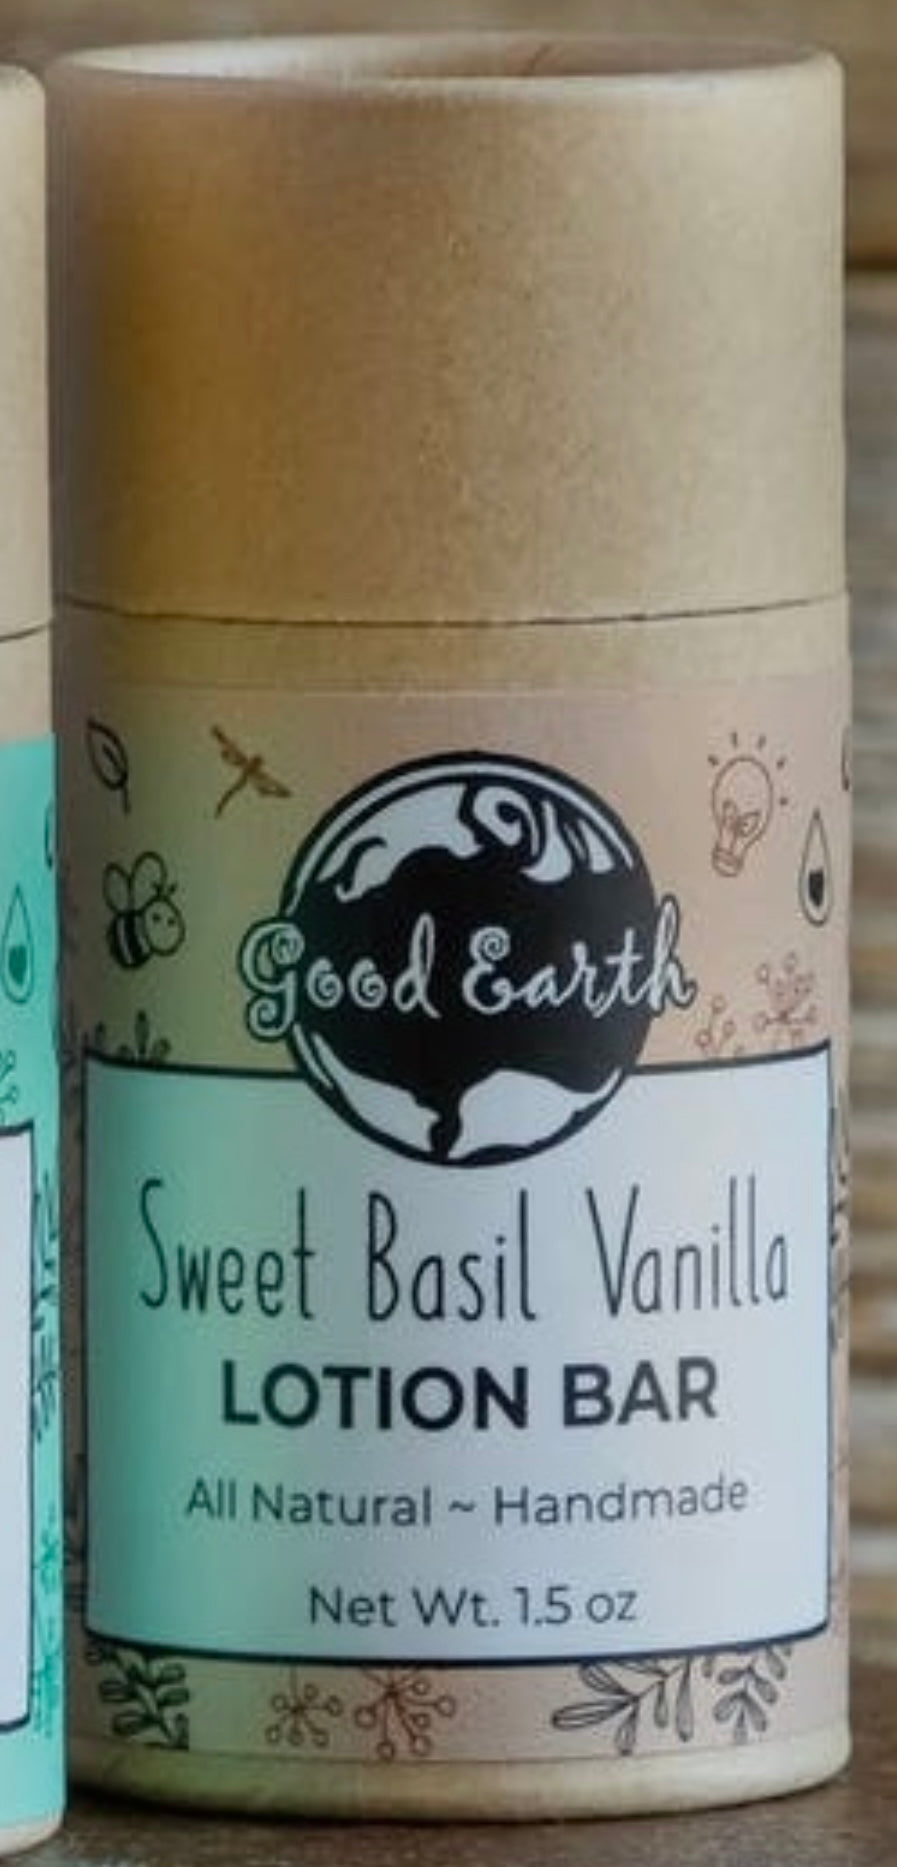 Good Earth
Sweet Basil Vanilla
LOTION BAR
All Natural ~ Handmade
Net Wt. 1.5 oz